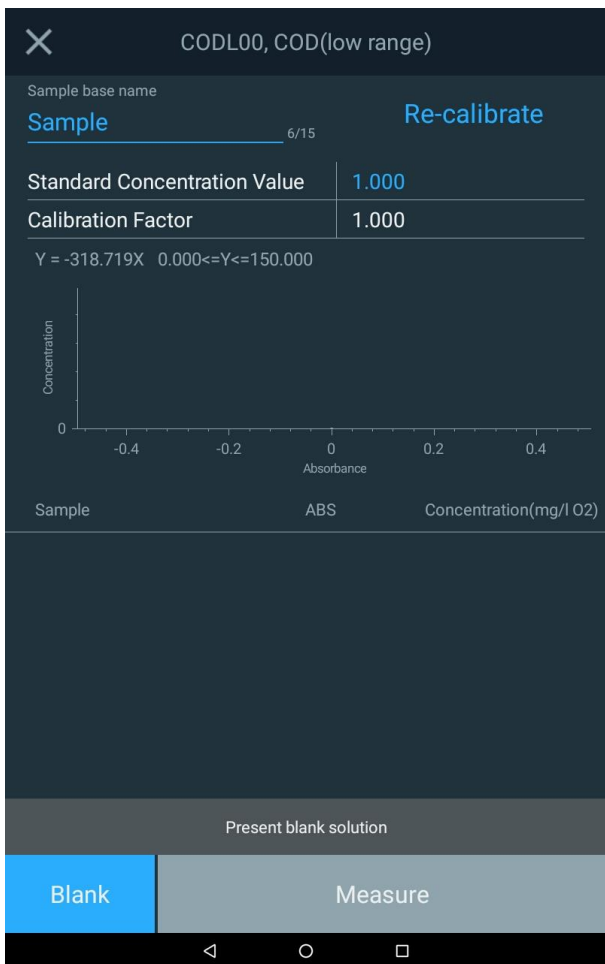 CODL00, COD(low range)
Sample base name
Sample
6/15
Re-calibrate
Standard Concentration Value 1.000
Calibration Factor 1.000
Y = -318.719X 0.000<=Y<=150.000
Concentration
0
-0.4 -0.2 0 0.2 0.4
Absorbance
Sample ABS Concentration(mg/l O2)
Present blank solution
Blank Measure